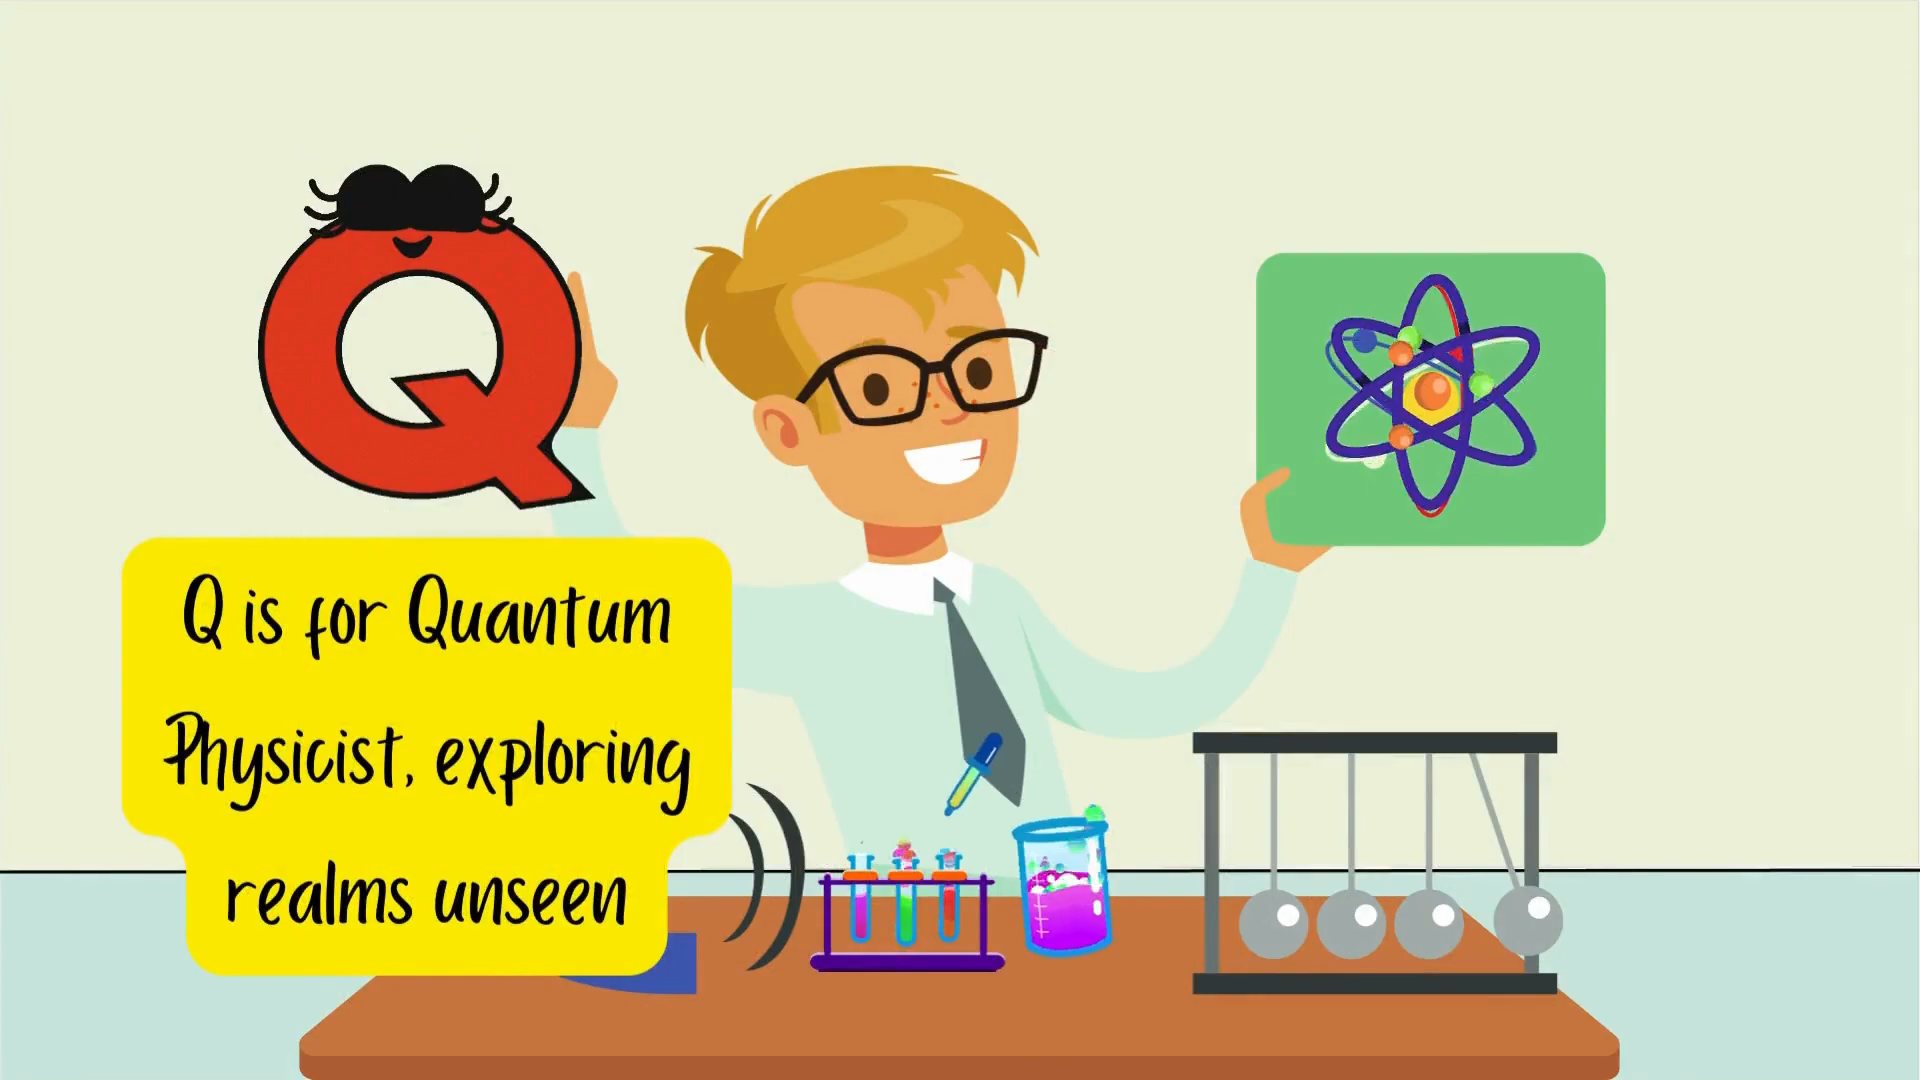 Q
Q is for Quantum
Physicist, exploring
realms unseen